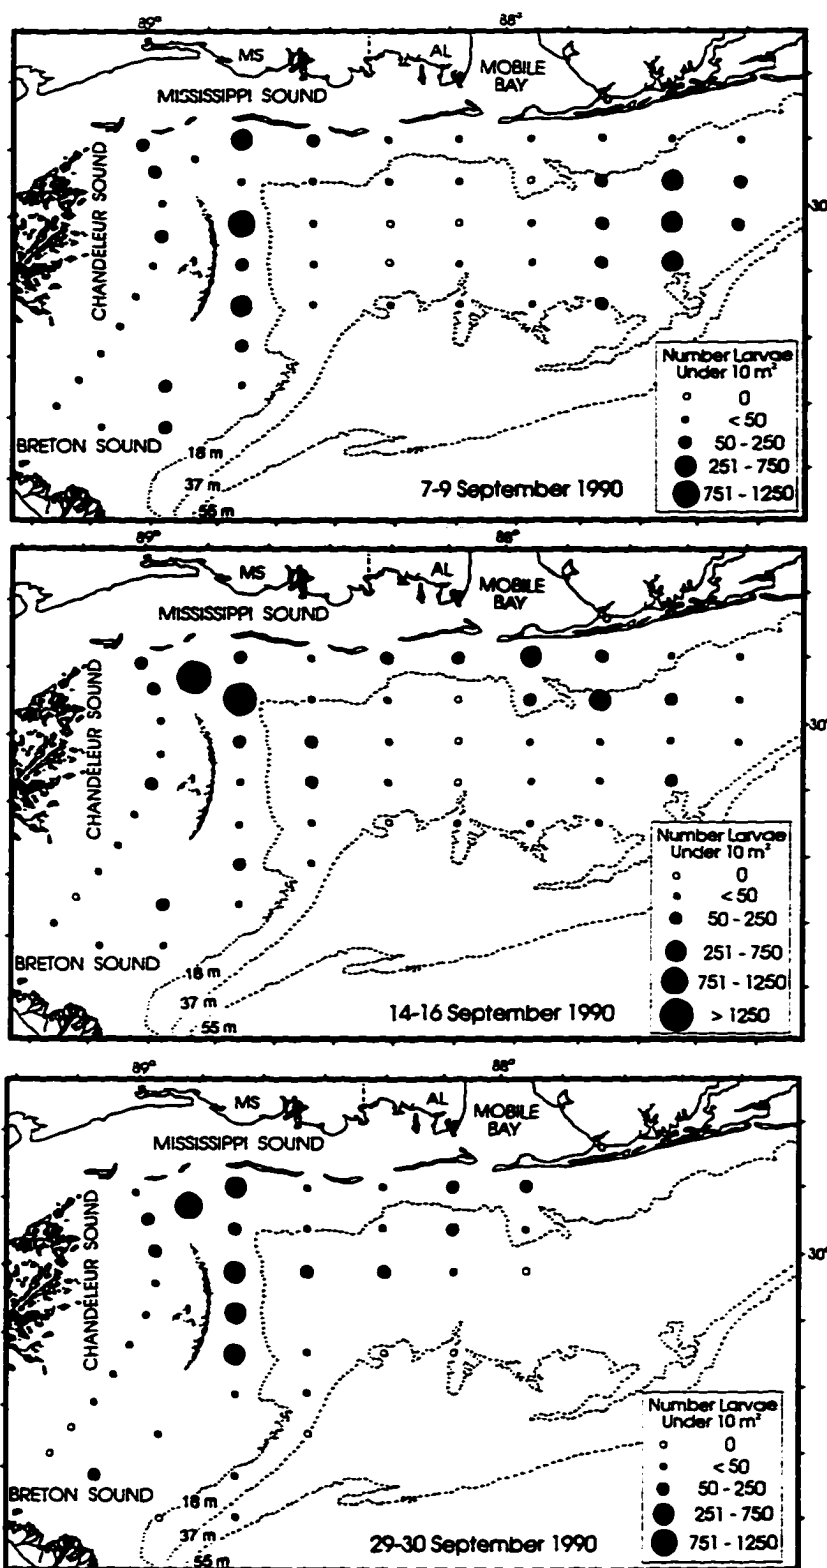 89° 88°
MS AL MOBILE
BAY
MISSISSIPPI SOUND
CHANDELEUR SOUND
30°
Number Larvae
Under 10 m²
0
<50
50 - 250
251 - 750
751 - 1250
BRETON SOUND
18 m
37 m
55 m
7-9 September 1990
89° 88°
MS AL MOBILE
BAY
MISSISSIPPI SOUND
CHANDELEUR SOUND
30°
Number Larvae
Under 10 m²
0
<50
50 - 250
251 - 750
751 - 1250
> 1250
BRETON SOUND
18 m
37 m
55 m
14-16 September 1990
89° 88°
MS AL MOBILE
BAY
MISSISSIPPI SOUND
CHANDELEUR SOUND
30°
Number Larvae
Under 10 m²
0
<50
50 - 250
251 - 750
751 - 1250
BRETON SOUND
18 m
37 m
55 m
29-30 September 1990